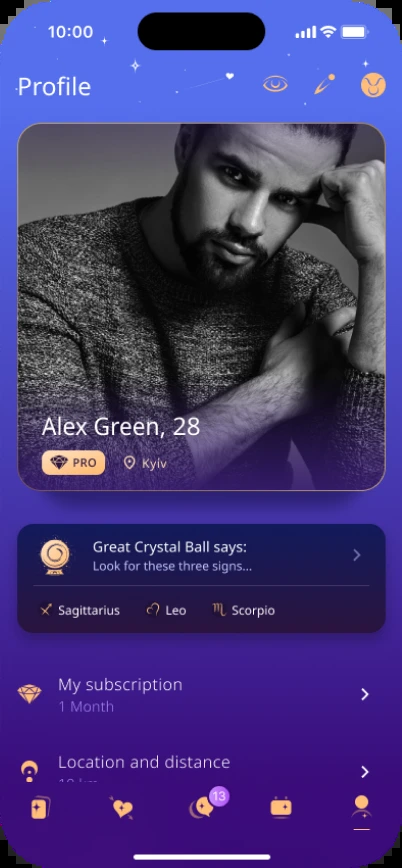 10:00
Profile
Alex Green, 28
PRO
Kyiv
Great Crystal Ball says:
Look for these three signs...
Sagittarius
Leo
Scorpio
My subscription
1 Month
Location and distance
13